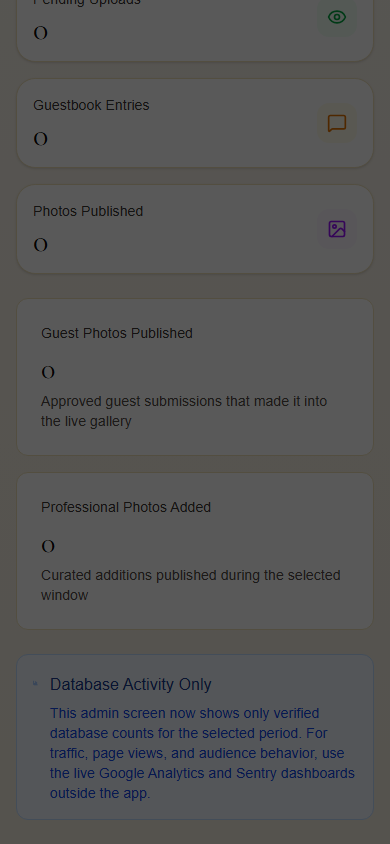 Pending Uploads
0
Guestbook Entries
0
Photos Published
0
Guest Photos Published
0
Approved guest submissions that made it into
the live gallery
Professional Photos Added
0
Curated additions published during the selected
window
Database Activity Only
This admin screen now shows only verified
database counts for the selected period. For
traffic, page views, and audience behavior, use
the live Google Analytics and Sentry dashboards
outside the app.